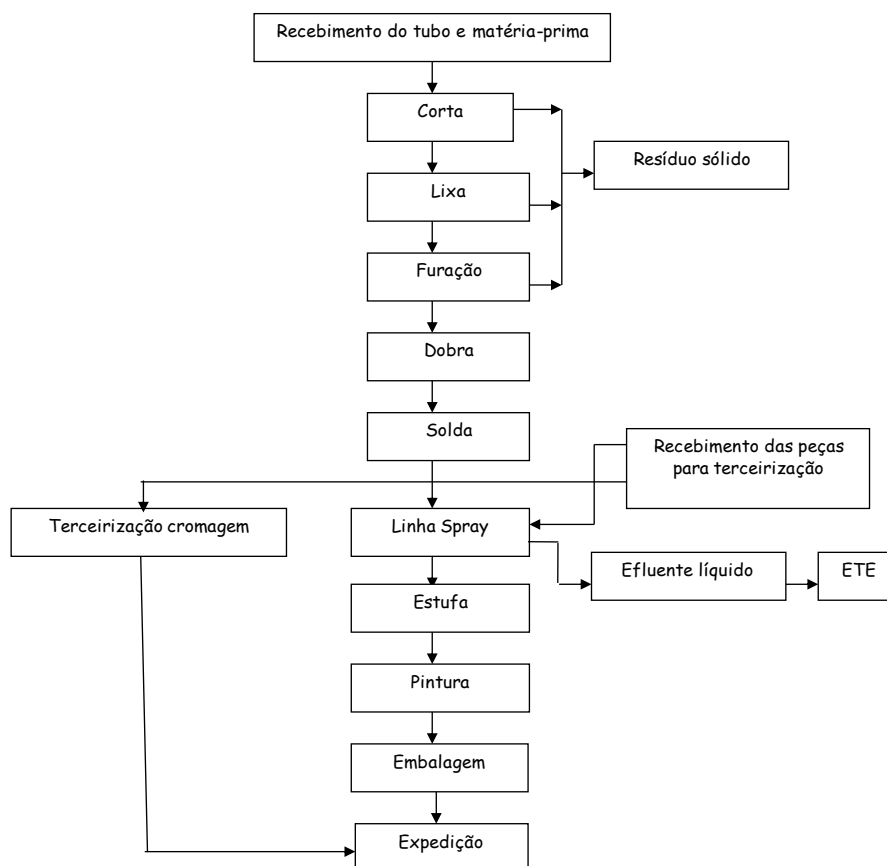 Recebimento do tubo e matéria-prima
Corta
Resíduo sólido
Lixa
Furação
Dobra
Solda
Recebimento das peças
para terceirização
Terceirização cromagem
Linha Spray
Efluente líquido
ETE
Estufa
Pintura
Embalagem
Expedição